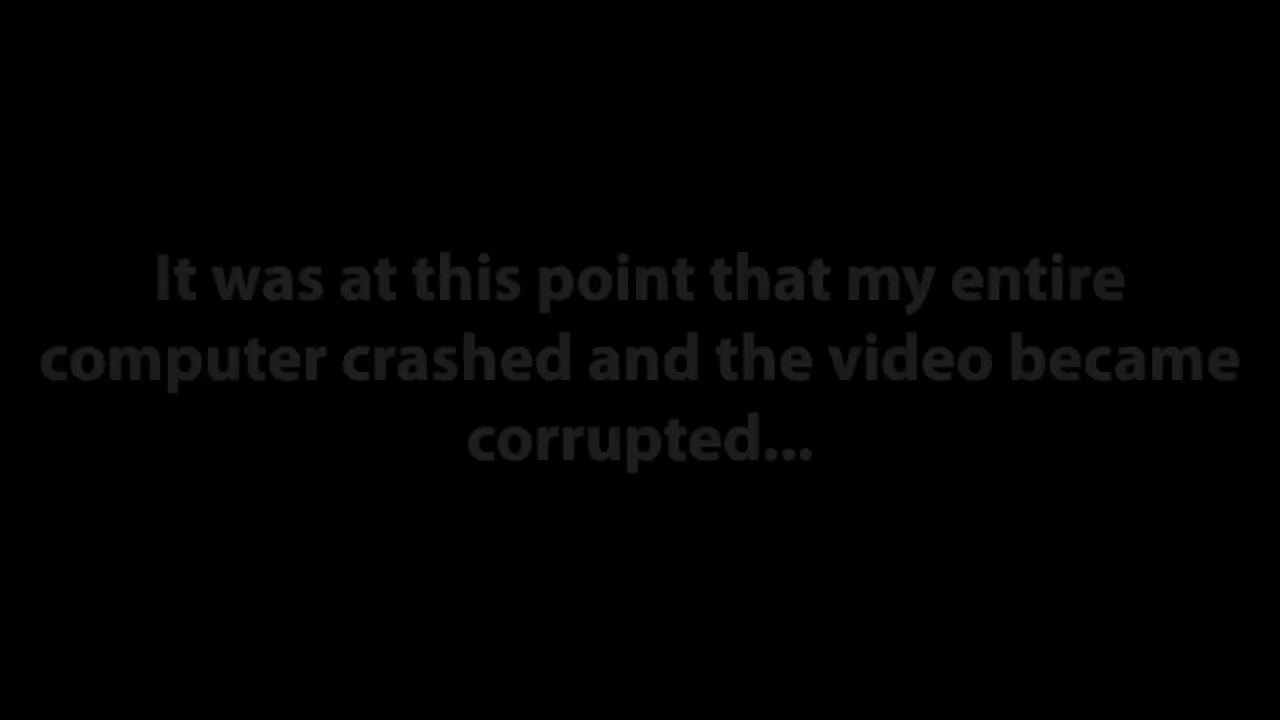 It was at this point that my entire
computer crashed and the video became
corrupted...